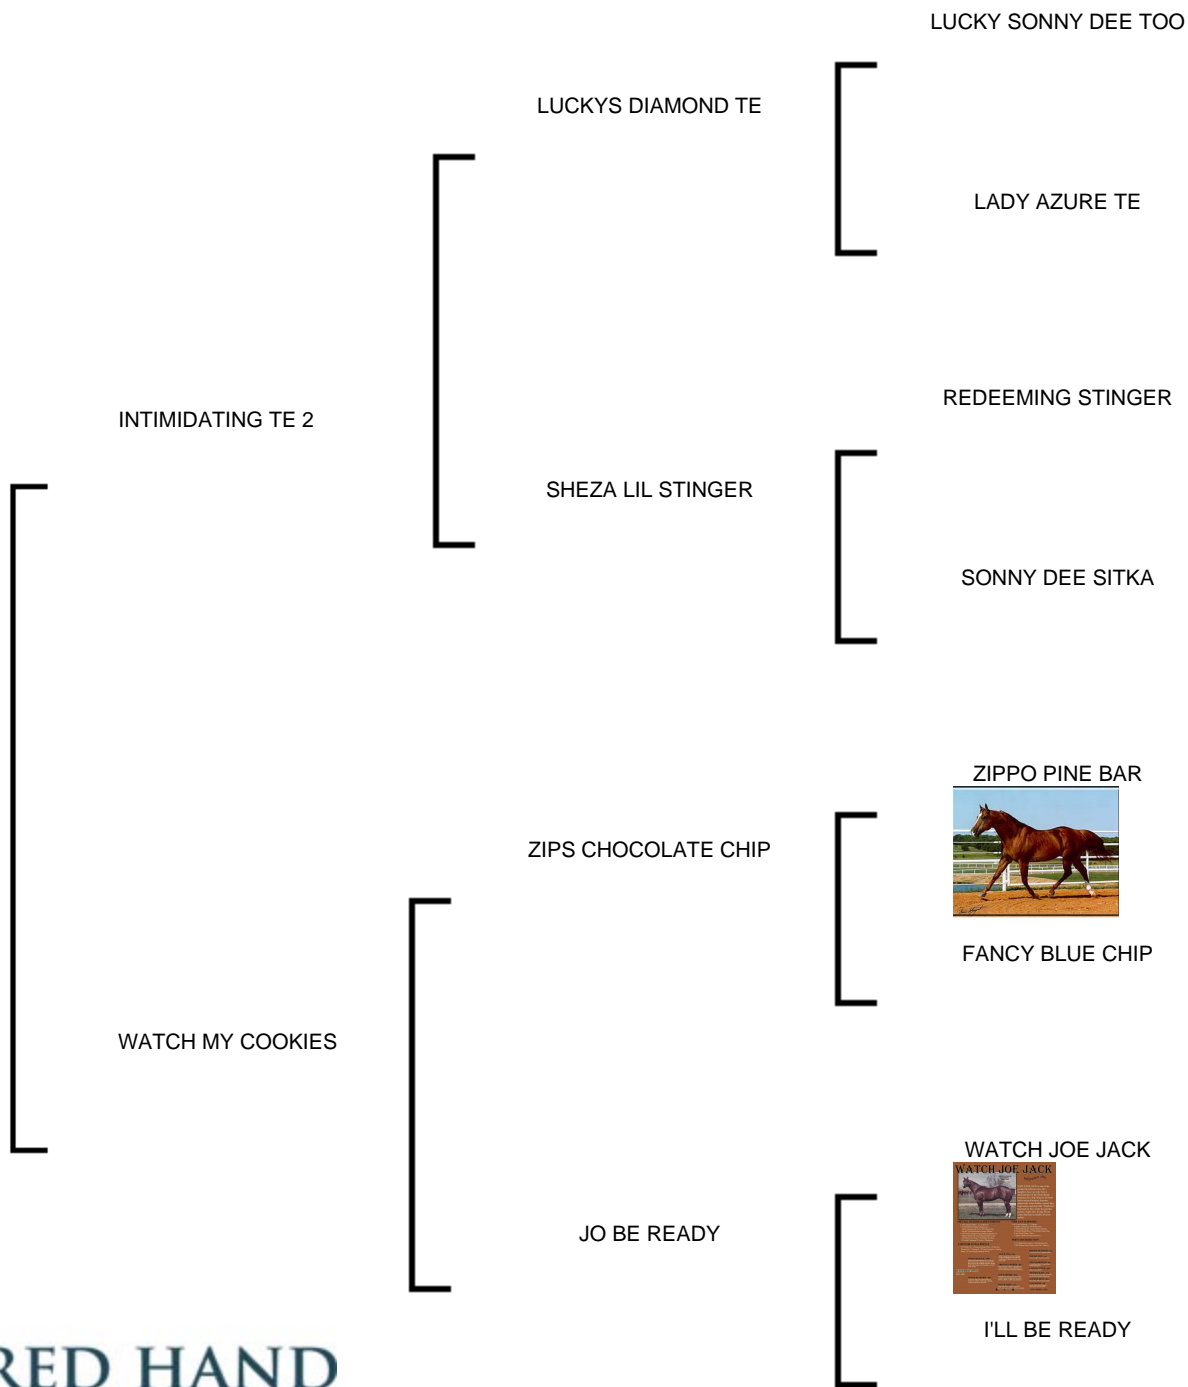 LUCKY SONNY DEE TOO
LUCKYS DIAMOND TE
LADY AZURE TE
REDEEMING STINGER
INTIMIDATING TE 2
SHEZA LIL STINGER
SONNY DEE SITKA
ZIPPO PINE BAR
ZIPS CHOCOLATE CHIP
FANCY BLUE CHIP
WATCH MY COOKIES
WATCH JOE JACK
WATCH JOE JACK
JO BE READY
I'LL BE READY
RED HAND